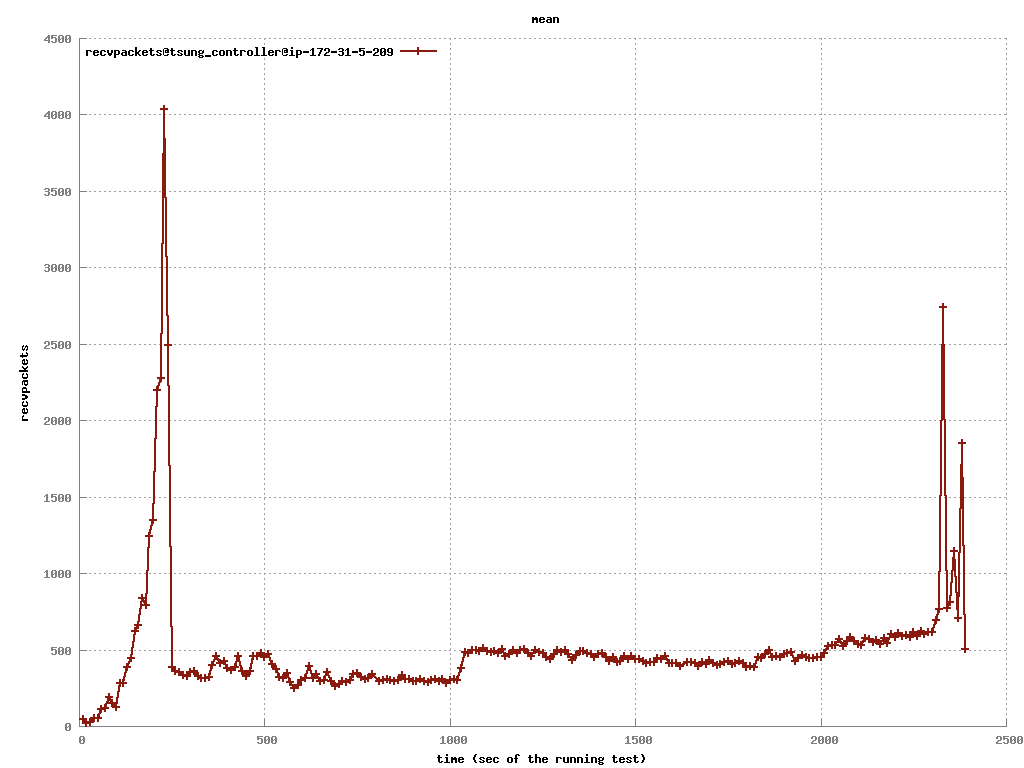 mean
recvpackets@tsung_controller@ip-172-31-5-209
4500
4000
3500
3000
2500
2000
1500
1000
500
0
recvpackets
0 500 1000 1500 2000 2500
time (sec of the running test)